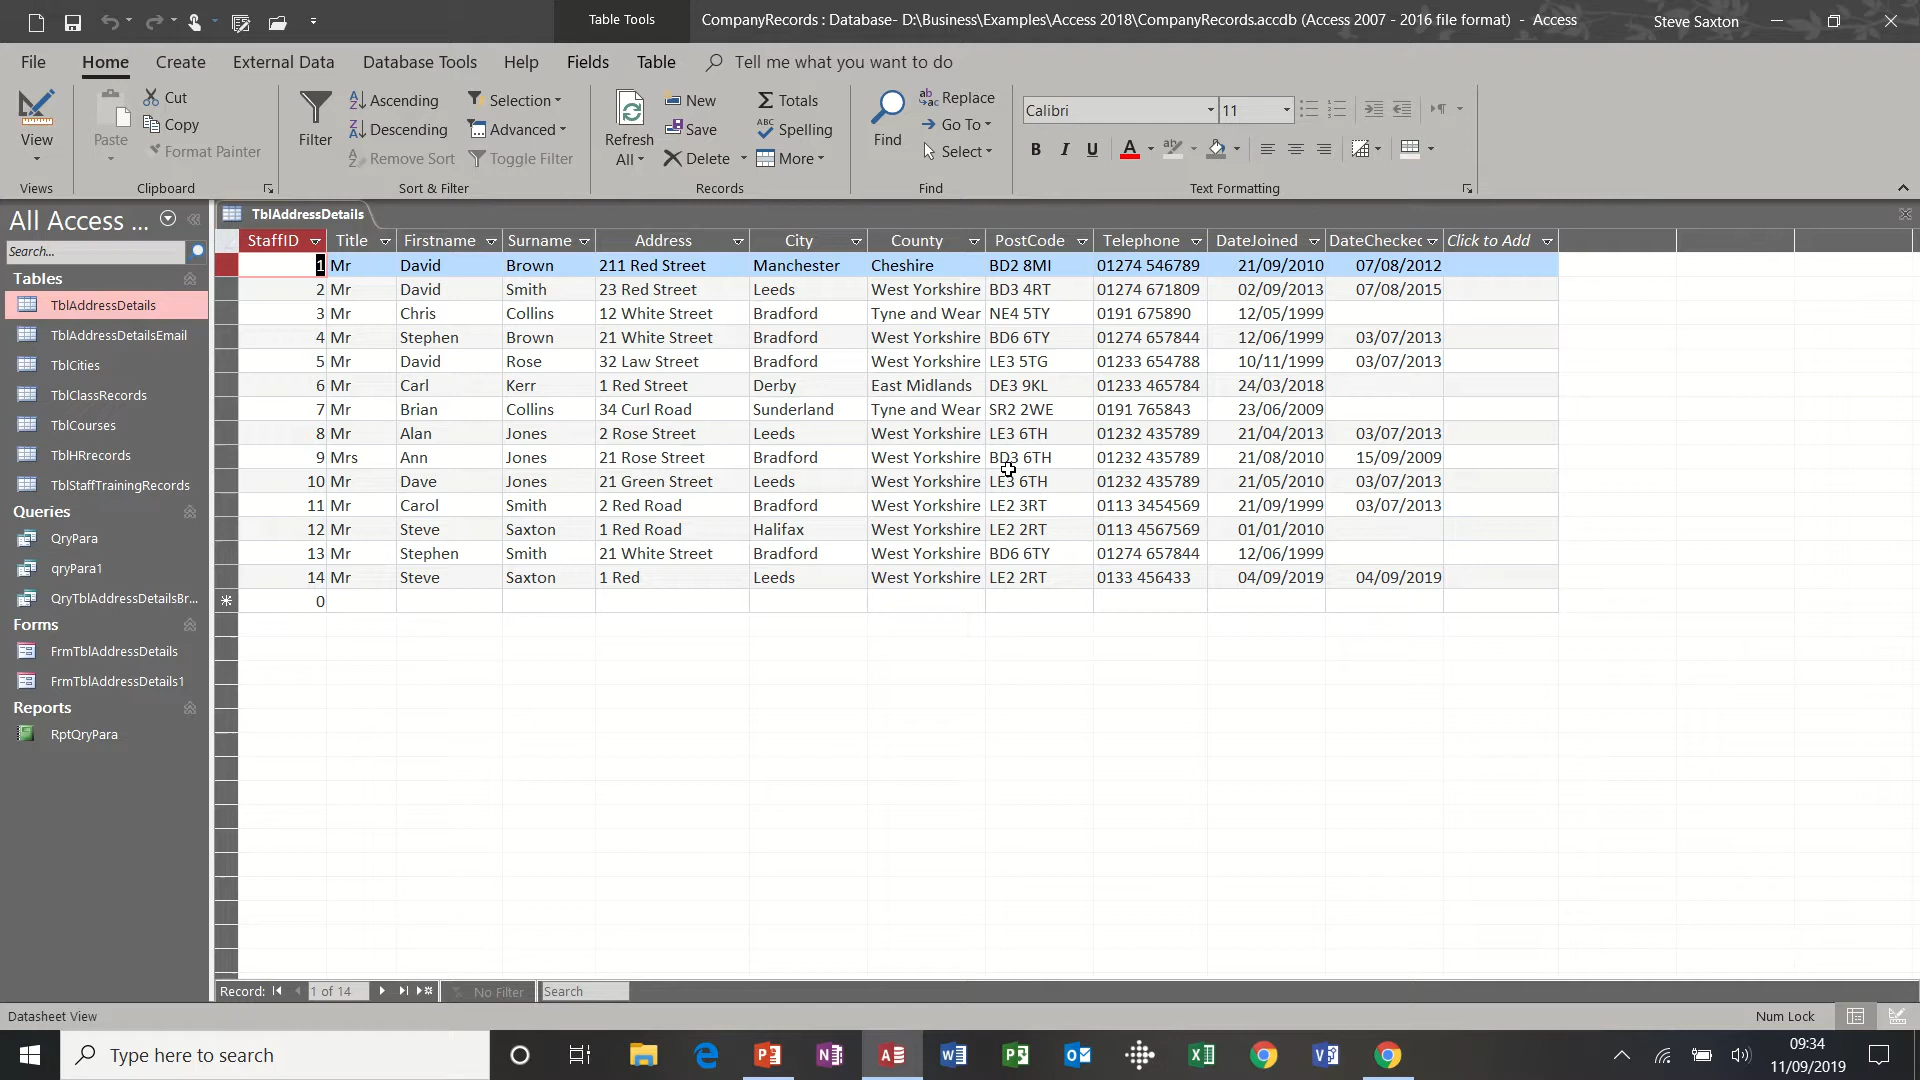 Table Tools
CompanyRecords : Database- D:\Business\Examples\Access 2018\CompanyRecords.accdb (Access 2007 - 2016 file format) - Access
Steve Saxton
File Home Create External Data Database Tools Help Fields Table Tell me what you want to do
View
Views
Paste
Cut
Copy
Format Painter
Clipboard
Filter
Ascending
Descending
Remove Sort
Selection
Advanced
Toggle Filter
Sort & Filter
Refresh All
New
Save
Delete
Totals
Spelling
More
Records
Find
Replace
Go To
Select
Find
Calibri 11
B I U A
Text Formatting
All Access ...
Search...
Tables
TblAddressDetails
TblAddressDetailsEmail
TblCities
TblClassRecords
TblCourses
TblHRrecords
TblStaffTrainingRecords
Queries
QryPara
qryPara1
QryTblAddressDetailsBr...
Forms
FrmTblAddressDetails
FrmTblAddressDetails1
Reports
RptQryPara
TblAddressDetails
StaffID Title Firstname Surname Address City County PostCode Telephone DateJoined DateChecked Click to Add
1 Mr David Brown 211 Red Street Manchester Cheshire BD2 8MI 01274 546789 21/09/2010 07/08/2012
2 Mr David Smith 23 Red Street Leeds West Yorkshire BD3 4RT 01274 671809 02/09/2013 07/08/2015
3 Mr Chris Collins 12 White Street Bradford Tyne and Wear NE4 5TY 0191 675890 12/05/1999
4 Mr Stephen Brown 21 White Street Bradford West Yorkshire BD6 6TY 01274 657844 12/06/1999 03/07/2013
5 Mr David Rose 32 Law Street Bradford West Yorkshire LE3 5TG 01233 654788 10/11/1999 03/07/2013
6 Mr Carl Kerr 1 Red Street Derby East Midlands DE3 9KL 01233 465784 24/03/2018
7 Mr Brian Collins 34 Curl Road Sunderland Tyne and Wear SR2 2WE 0191 765843 23/06/2009
8 Mr Alan Jones 2 Rose Street Leeds West Yorkshire LE3 6TH 01232 435789 21/04/2013 03/07/2013
9 Mrs Ann Jones 21 Rose Street Bradford West Yorkshire BD3 6TH 01232 435789 21/08/2010 15/09/2009
10 Mr Dave Jones 21 Green Street Leeds West Yorkshire LE3 6TH 01232 435789 21/05/2010 03/07/2013
11 Mr Carol Smith 2 Red Road Bradford West Yorkshire LE2 3RT 0113 3454569 21/09/1999 03/07/2013
12 Mr Steve Saxton 1 Red Road Halifax West Yorkshire LE2 2RT 0113 4567569 01/01/2010
13 Mr Stephen Smith 21 White Street Bradford West Yorkshire BD6 6TY 01274 657844 12/06/1999
14 Mr Steve Saxton 1 Red Leeds West Yorkshire LE2 2RT 0133 456433 04/09/2019 04/09/2019
0
Record: 1 of 14 No Filter Search
Datasheet View
Num Lock
Type here to search
09:34
11/09/2019